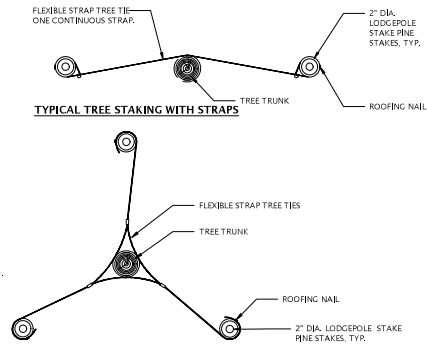 FLEXIBLE STRAP TREE TIE
ONE CONTINUOUS STRAP.
2" DIA.
LODGEPOLE
STAKE PINE
STAKES, TYP.
TREE TRUNK
ROOFING NAIL
TYPICAL TREE STAKING WITH STRAPS
FLEXIBLE STRAP TREE TIES
TREE TRUNK
ROOFING NAIL
2" DIA. LODGEPOLE STAKE
PINE STAKES, TYP.